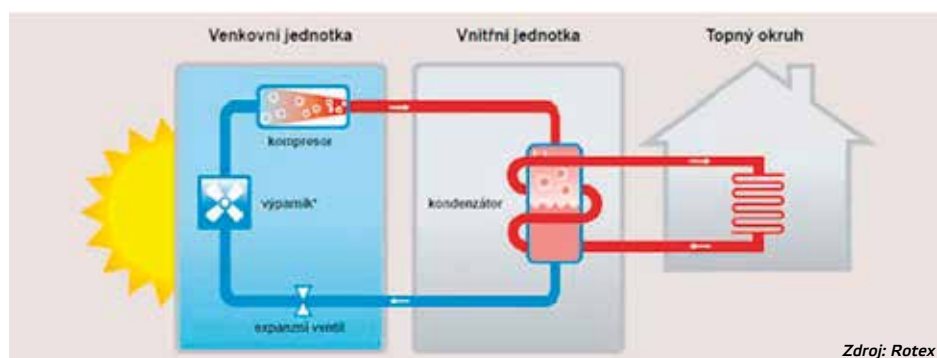 Venkovní jednotka
Vnitřní jednotka
Topný okruh
kompresor
výparník*
kondenzátor
expanzní ventil
Zdroj: Rotex